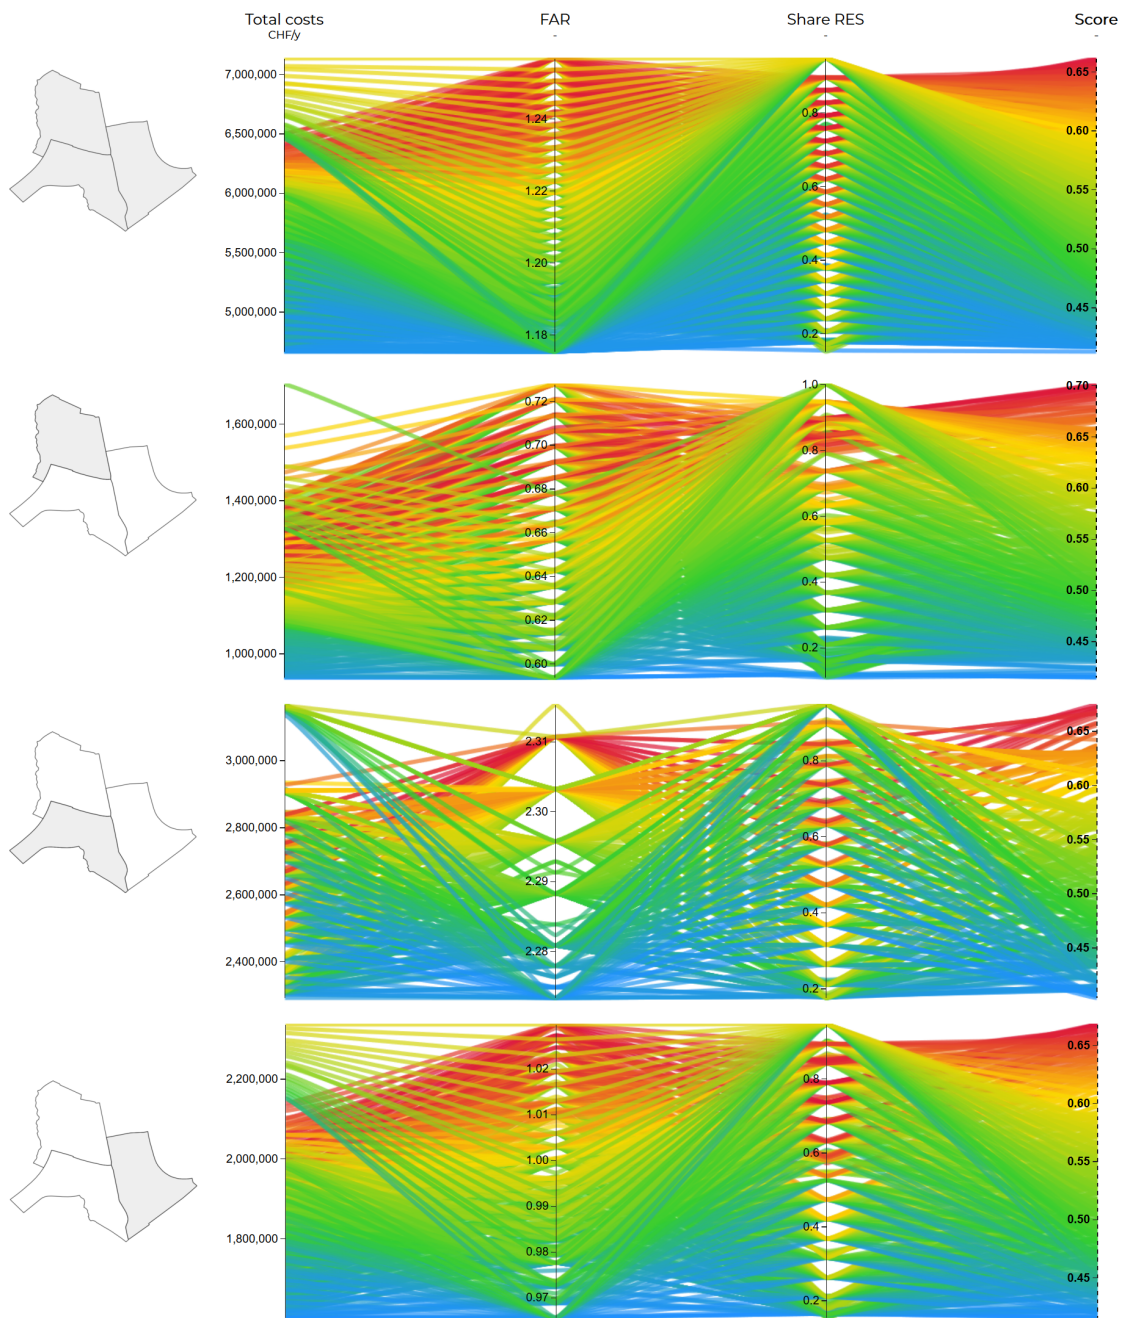 Total costs FAR Share RES Score
CHF/y - - -
7,000,000 0.65
1.24 0.8
6,500,000 0.60
6,000,000 1.22 0.6 0.55
5,500,000 1.20 0.4 0.50
5,000,000 0.45
1.18 0.2
1.0 0.70
0.72
1,600,000
0.70 0.8 0.65
1,400,000 0.68 0.60
0.66 0.6 0.55
1,200,000 0.64 0.4 0.50
0.62 0.45
1,000,000 0.60 0.2
2.31 0.65
3,000,000 0.8
0.60
2,800,000 2.30 0.6 0.55
2,600,000 2.29 0.4 0.50
2,400,000 2.28 0.45
0.2
0.65
2,200,000 1.02 0.8
1.01 0.60
2,000,000 1.00 0.6 0.55
0.99 0.50
1,800,000 0.98 0.4
0.97 0.2 0.45